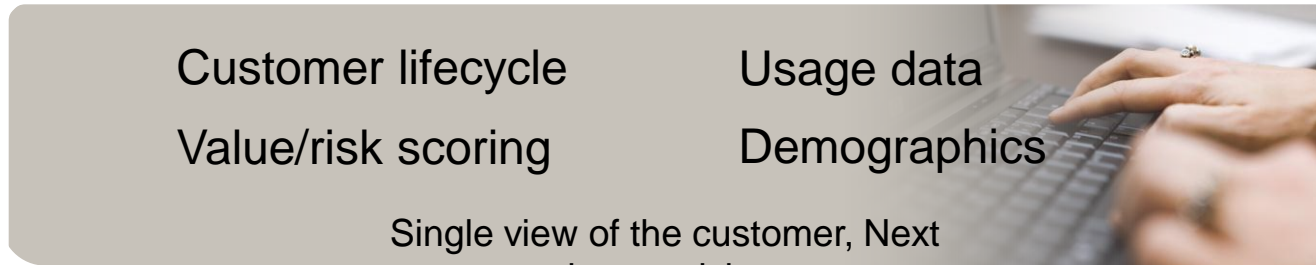 Customer lifecycle
Usage data
Value/risk scoring
Demographics
Single view of the customer, Next